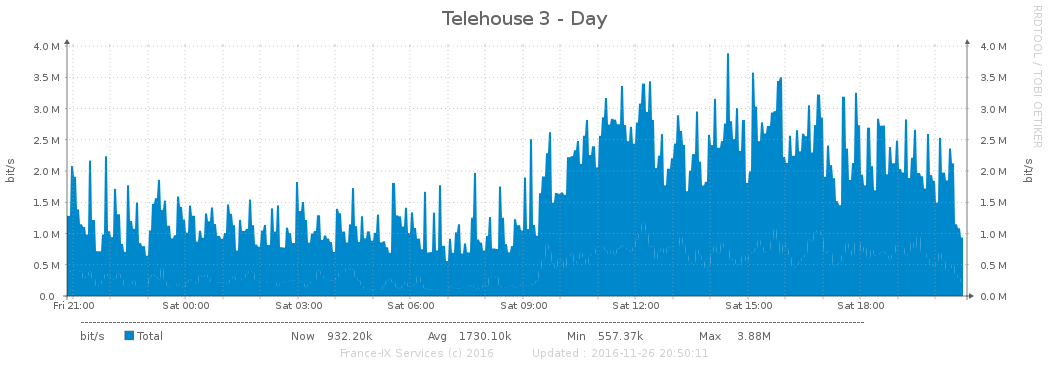 Telehouse 3 - Day
RRDTOOL / TOBI OETIKER
bit/s
bit/s
4.0 M 4.0 M
3.5 M 3.5 M
3.0 M 3.0 M
2.5 M 2.5 M
2.0 M 2.0 M
1.5 M 1.5 M
1.0 M 1.0 M
0.5 M 0.5 M
0.0 0.0 M
Fri 21:00 Sat 00:00 Sat 03:00 Sat 06:00 Sat 09:00 Sat 12:00 Sat 15:00 Sat 18:00
bit/s Total Now 932.20k Avg 1730.10k Min 557.37k Max 3.88M
France-IX Services (c) 2016 Updated : 2016-11-26 20:50:11